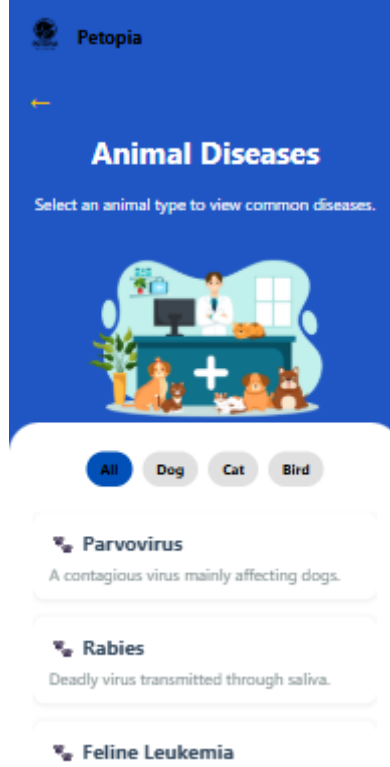 Petopia
←
Animal Diseases
Select an animal type to view common diseases.
All Dog Cat Bird
Parvovirus
A contagious virus mainly affecting dogs.
Rabies
Deadly virus transmitted through saliva.
Feline Leukemia